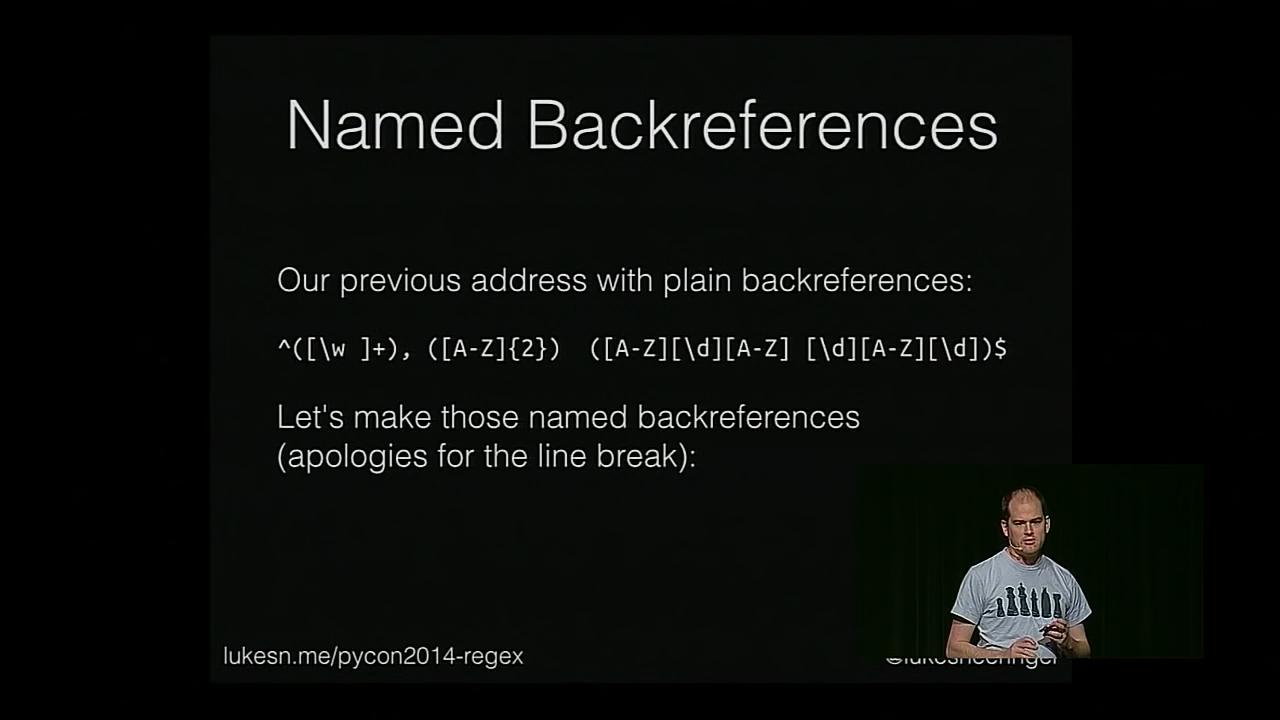 Named Backreferences
Our previous address with plain backreferences:
^([\w ]+), ([A-Z]{2})  ([A-Z][\d][A-Z] [\d][A-Z][\d])$
Let's make those named backreferences
(apologies for the line break):
lukesn.me/pycon2014-regex